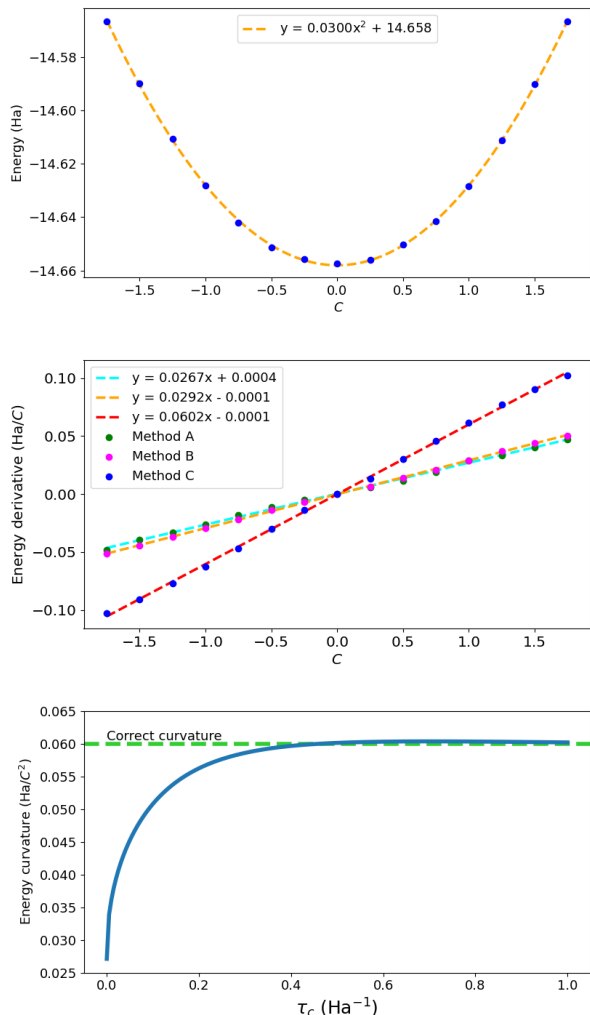 y = 0.0300x² + 14.658
−14.58
−14.60
−14.62
−14.64
−14.66
Energy (Ha)
−1.5 −1.0 −0.5 0.0 0.5 1.0 1.5
C
y = 0.0267x + 0.0004
y = 0.0292x - 0.0001
y = 0.0602x - 0.0001
Method A
Method B
Method C
0.10
0.05
0.00
−0.05
−0.10
Energy derivative (Ha/C)
−1.5 −1.0 −0.5 0.0 0.5 1.0 1.5
C
Correct curvature
0.065
0.060
0.055
0.050
0.045
0.040
0.035
0.030
0.025
Energy curvature (Ha/C²)
0.0 0.2 0.4 0.6 0.8 1.0
τc (Ha⁻¹)